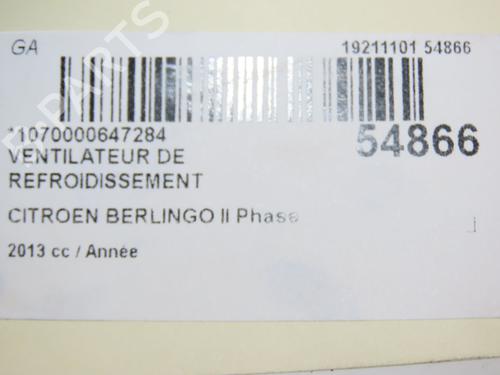 GA
19211101 54866
*1070000647284
54866
VENTILATEUR DE
REFROIDISSEMENT
CITROEN BERLINGO II Phase
2013 cc / Année